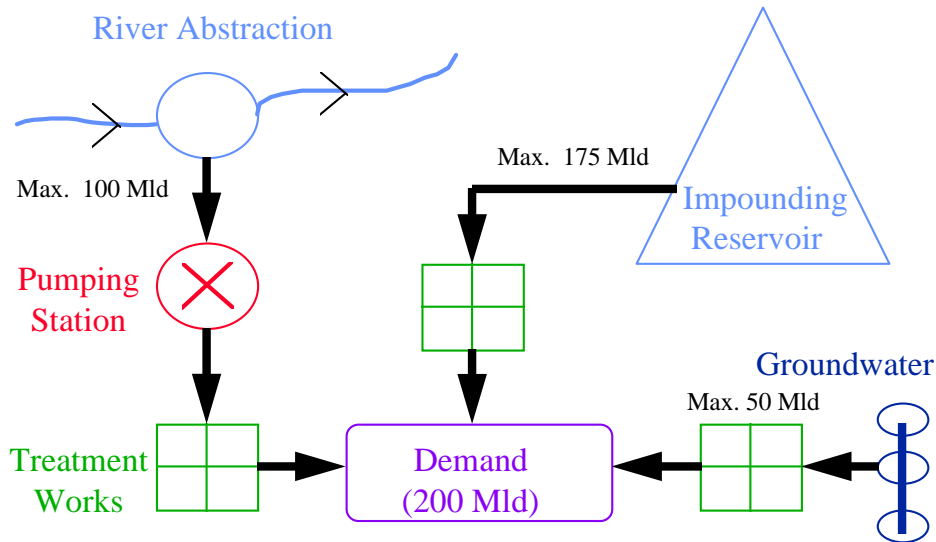 River Abstraction
Max. 175 Mld
Max. 100 Mld
Impounding
Reservoir
Pumping
Station
Groundwater
Max. 50 Mld
Treatment
Works
Demand
(200 Mld)